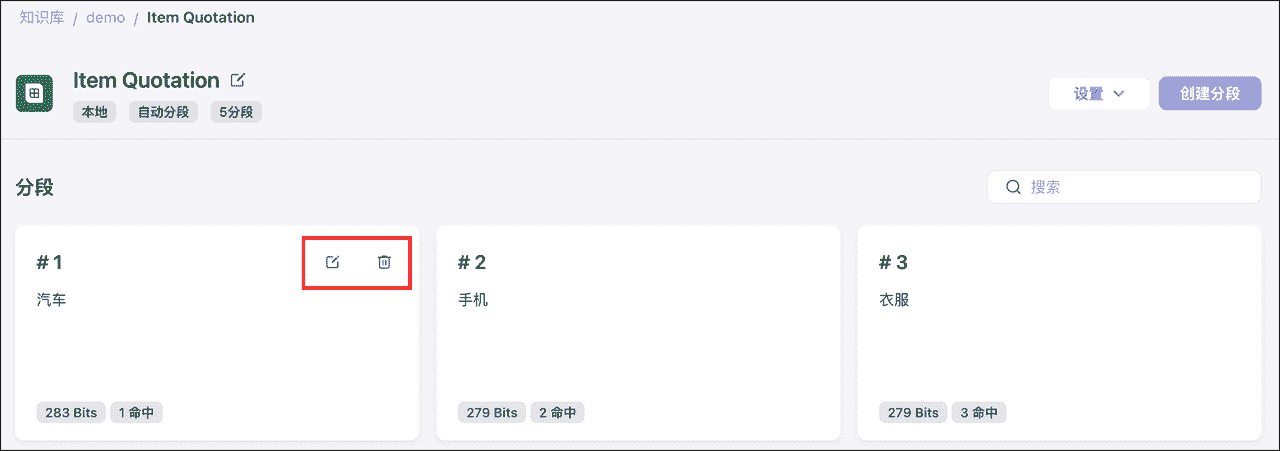 知识库 / demo / Item Quotation
Item Quotation
本地 自动分段 5分段
设置 创建分段
分段
搜索
# 1
汽车
283 Bits 1 命中
# 2
手机
279 Bits 2 命中
# 3
衣服
279 Bits 3 命中